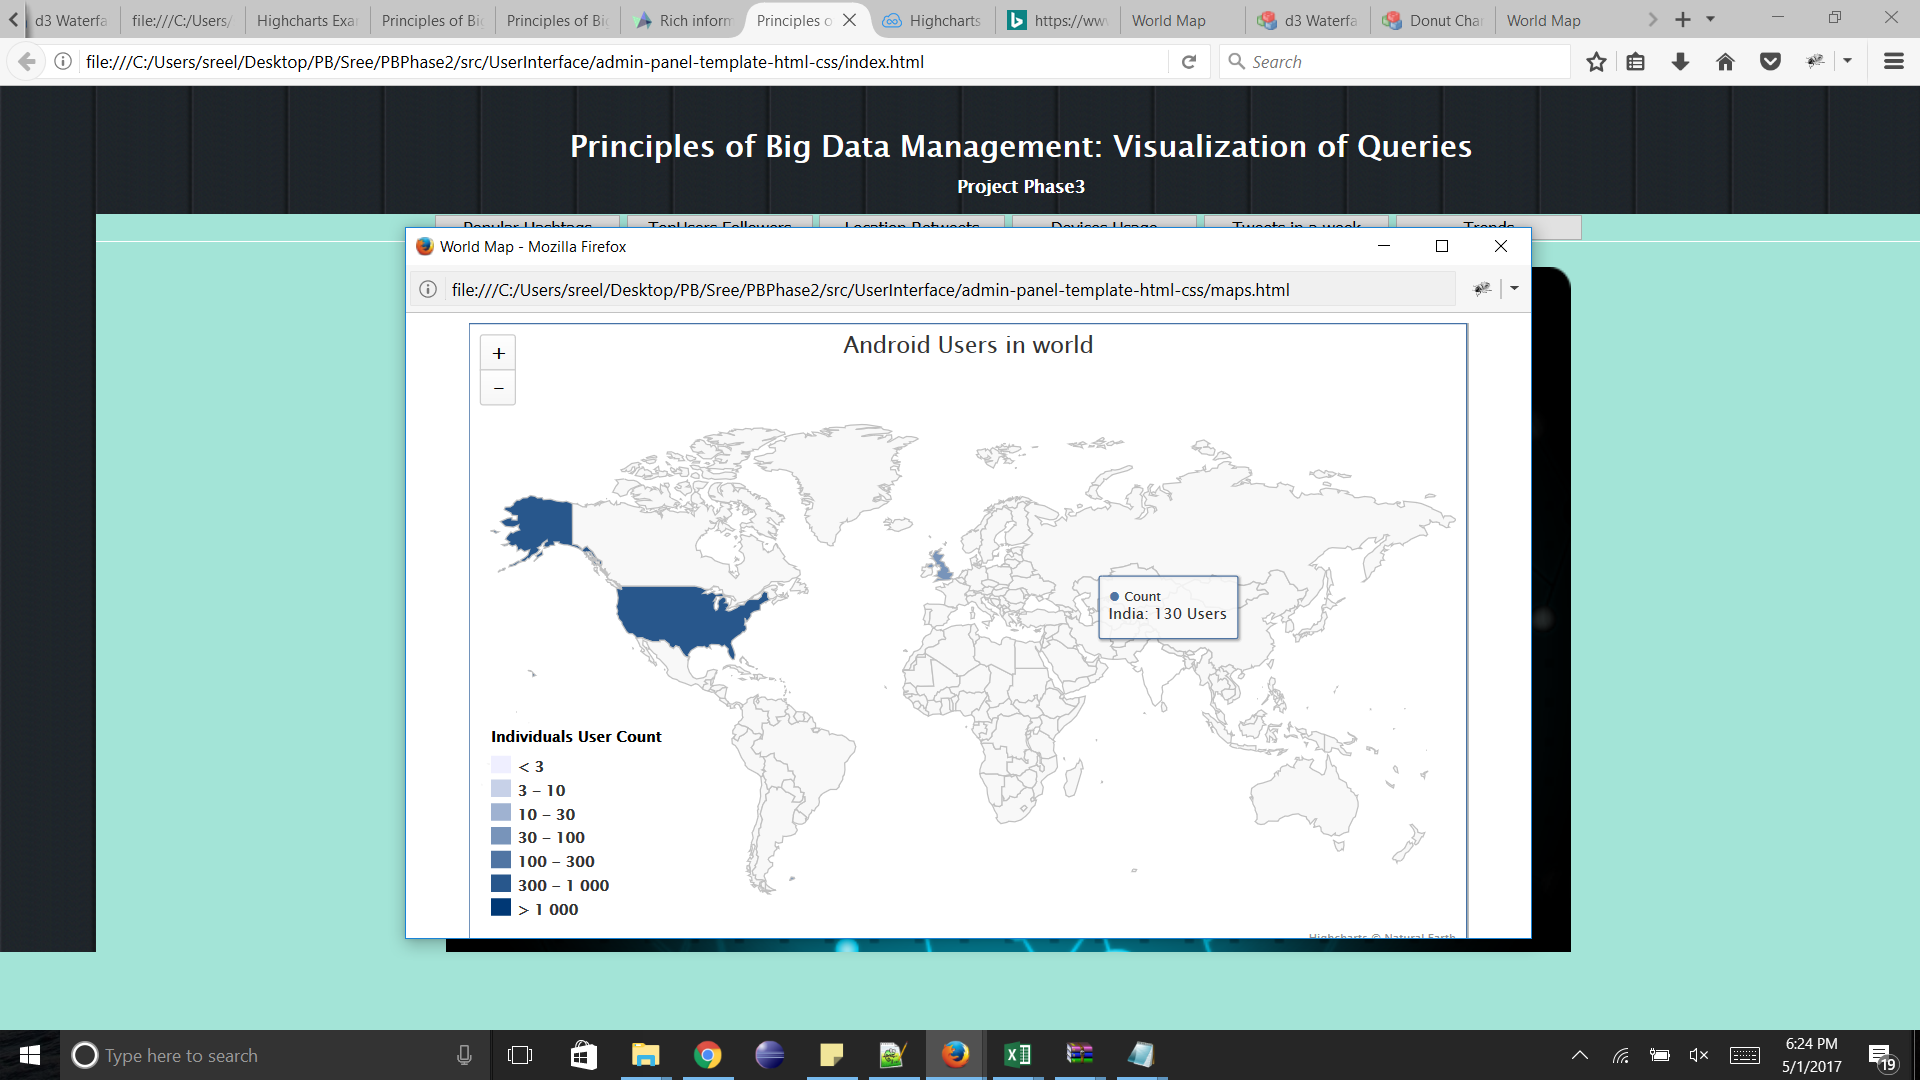 d3 Waterfa
file:///C:/Users/
Highcharts Exa
Principles of Bi
Principles of Bi
Rich inform
Principles o
Highcharts
https://ww
World Map
d3 Waterfa
Donut Cha
World Map
file:///C:/Users/sreel/Desktop/PB/Sree/PBPhase2/src/UserInterface/admin-panel-template-html-css/index.html
Search
Principles of Big Data Management: Visualization of Queries
Project Phase3
Popular Hashtags
TopUsers Followers
Location Retweets
Devices Usage
Tweets in a week
Trends
World Map - Mozilla Firefox
file:///C:/Users/sreel/Desktop/PB/Sree/PBPhase2/src/UserInterface/admin-panel-template-html-css/maps.html
+
Android Users in world
−
Count
India: 130 Users
Individuals User Count
< 3
3 – 10
10 – 30
30 – 100
100 – 300
300 – 1 000
> 1 000
Highcharts © Natural Earth
Type here to search
6:24 PM
5/1/2017
19